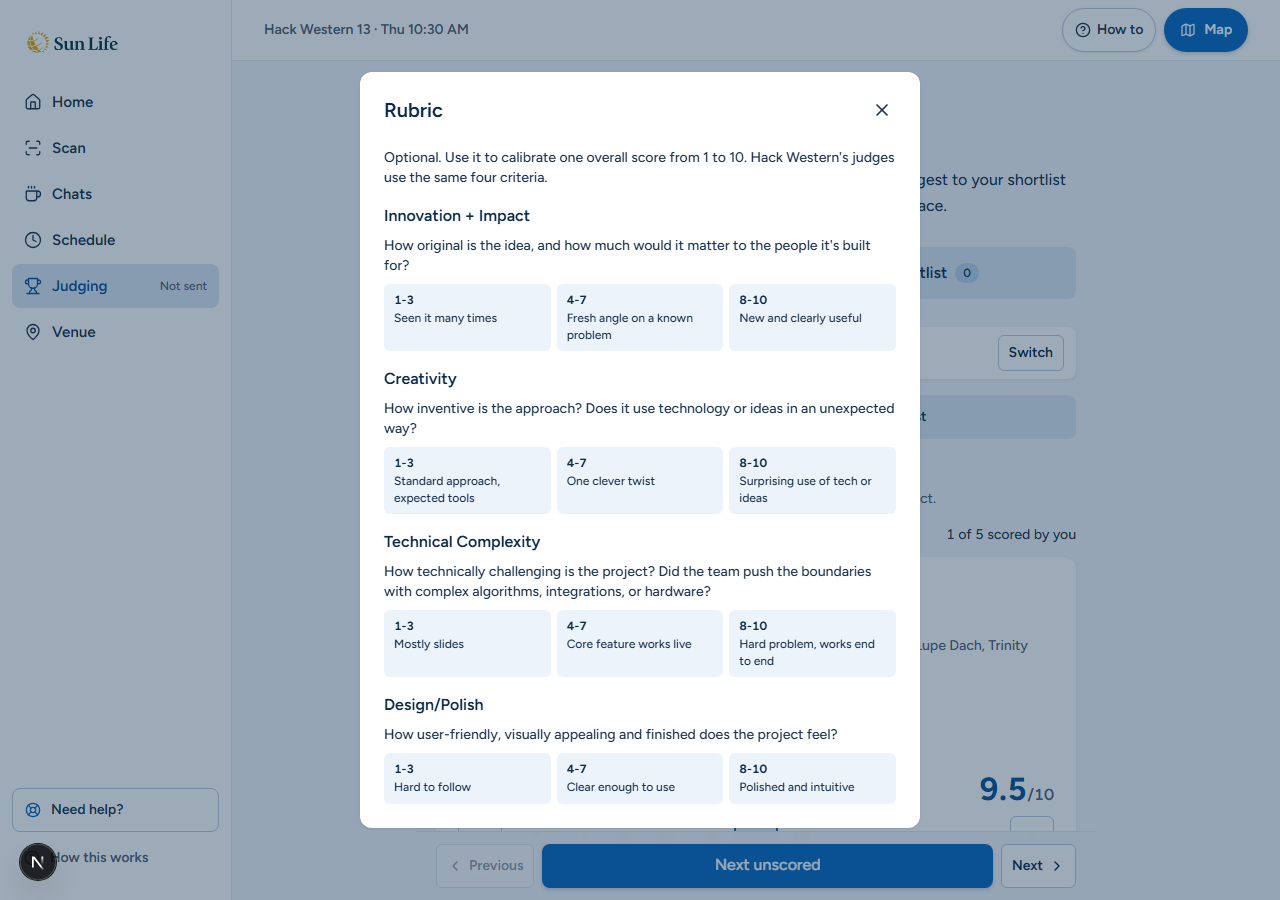 Sun Life
Hack Western 13 · Thu 10:30 AM
How to
Map
Home
Scan
Chats
Schedule
Judging
Not sent
Venue
Need help?
How this works
Rubric
Optional. Use it to calibrate one overall score from 1 to 10. Hack Western's judges
use the same four criteria.
Innovation + Impact
How original is the idea, and how much would it matter to the people it's built
for?
1-3
Seen it many times
4-7
Fresh angle on a known
problem
8-10
New and clearly useful
Creativity
How inventive is the approach? Does it use technology or ideas in an unexpected
way?
1-3
Standard approach,
expected tools
4-7
One clever twist
8-10
Surprising use of tech or
ideas
Technical Complexity
How technically challenging is the project? Did the team push the boundaries
with complex algorithms, integrations, or hardware?
1-3
Mostly slides
4-7
Core feature works live
8-10
Hard problem, works end
to end
Design/Polish
How user-friendly, visually appealing and finished does the project feel?
1-3
Hard to follow
4-7
Clear enough to use
8-10
Polished and intuitive
to your shortlist
0
Switch
1 of 5 scored by you
Dach, Trinity
9.5/10
Previous
Next unscored
Next
N